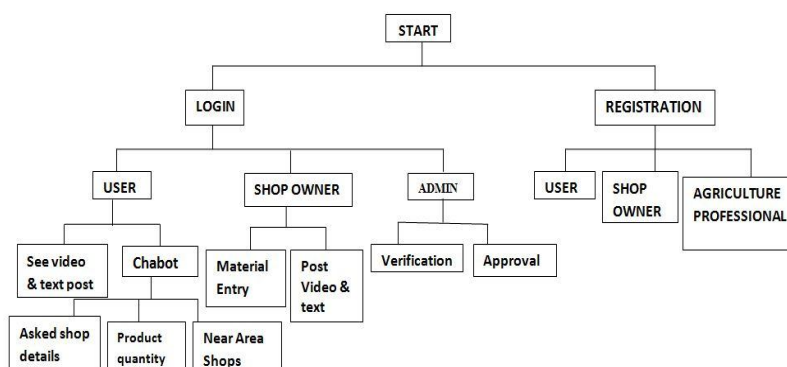 START
LOGIN
REGISTRATION
USER
SHOP OWNER
ADMIN
USER
SHOP
OWNER
AGRICULTURE
PROFESSIONAL
See video
& text post
Chabot
Material
Entry
Post
Video &
text
Verification
Approval
Asked shop
details
Product
quantity
Near Area
Shops